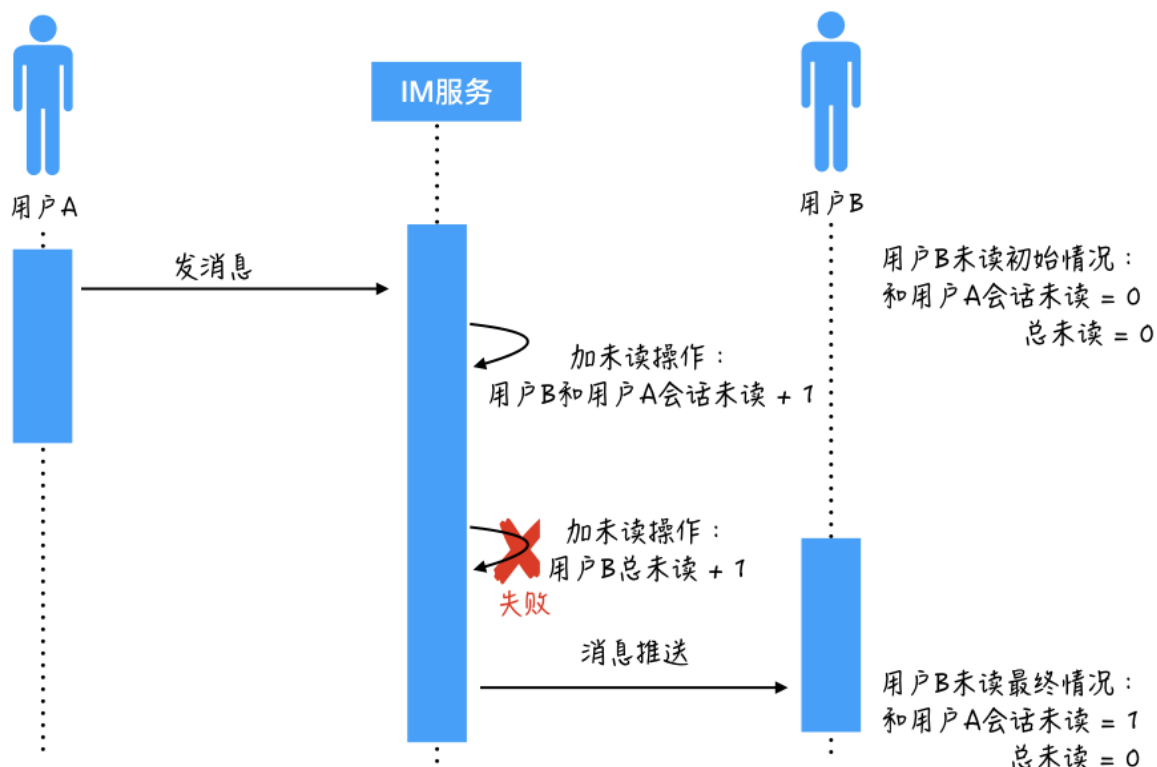 IM服务
用户A
用户B
发消息
用户B未读初始情况：
和用户A会话未读 = 0
总未读 = 0
加未读操作：
用户B和用户A会话未读 + 1
加未读操作：
用户B总未读 + 1
失败
消息推送
用户B未读最终情况：
和用户A会话未读 = 1
总未读 = 0